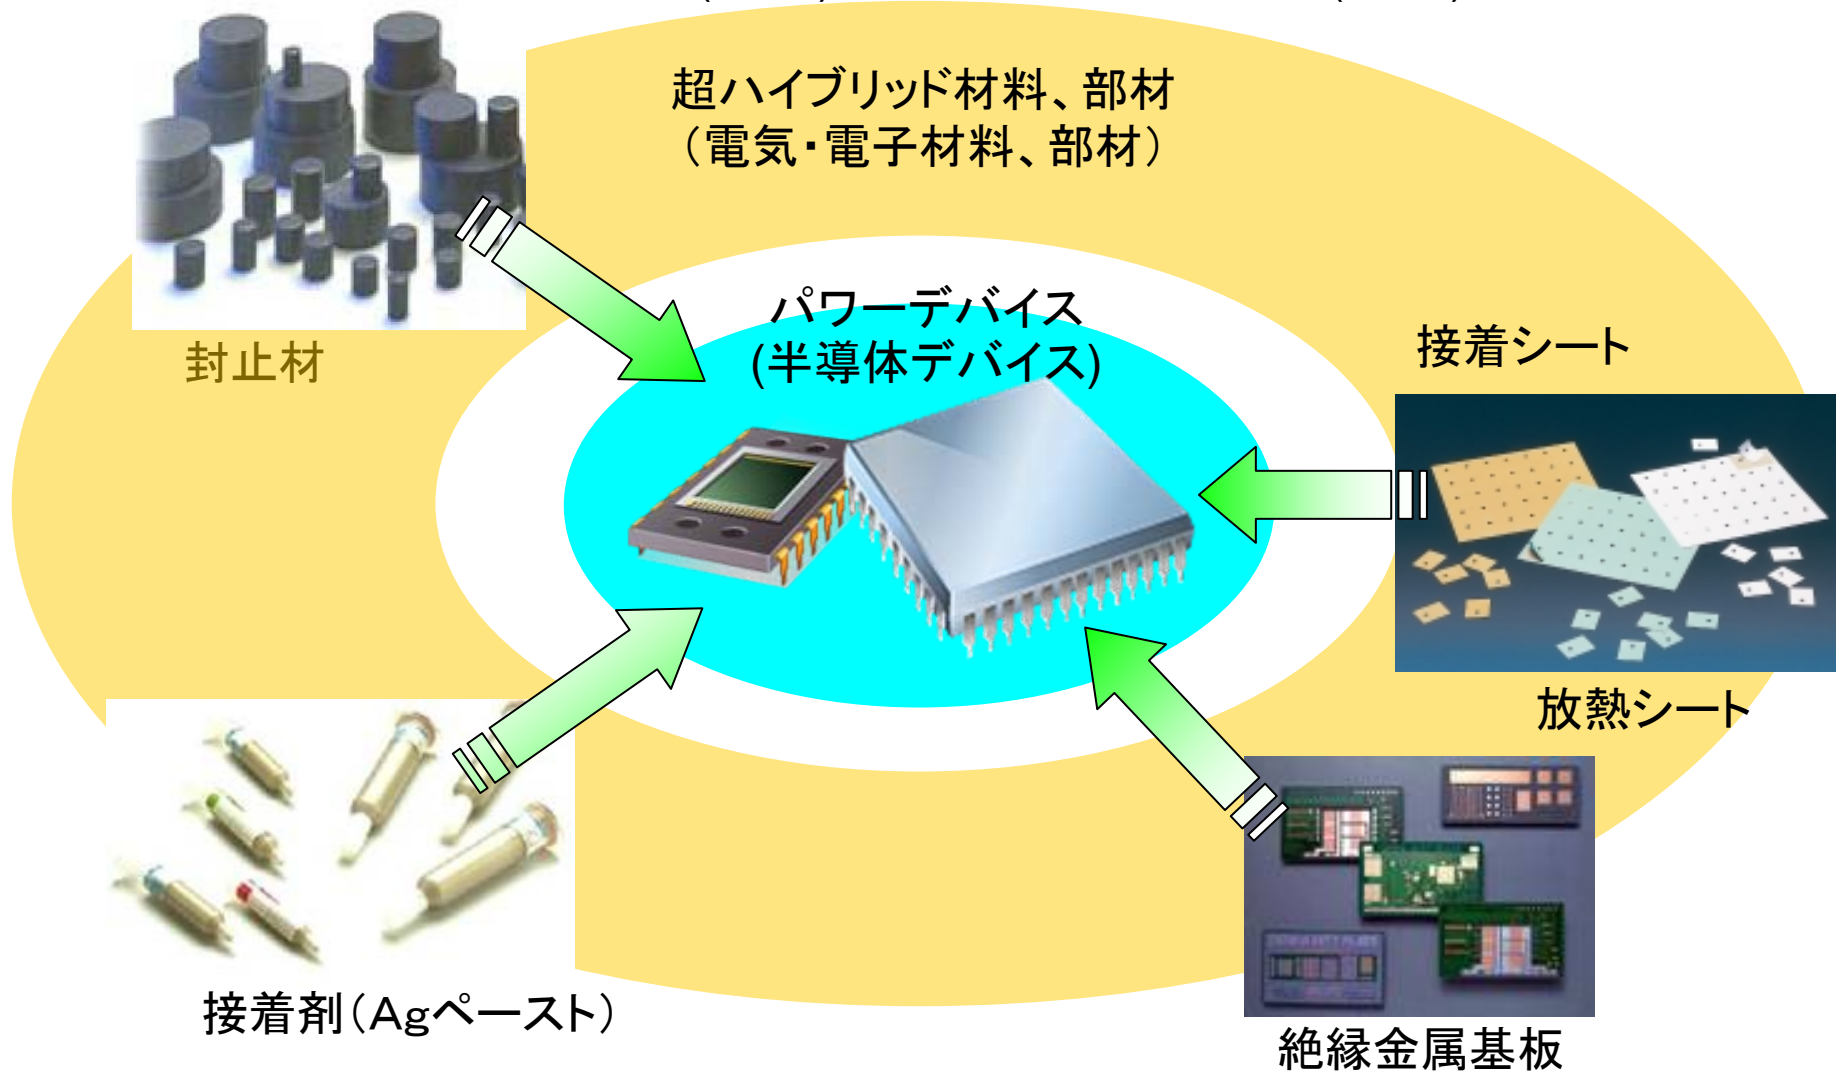 超ハイブリッド材料、部材
（電気・電子材料、部材）
パワーデバイス
(半導体デバイス)
封止材
接着シート
放熱シート
接着剤（Agペースト）
絶縁金属基板